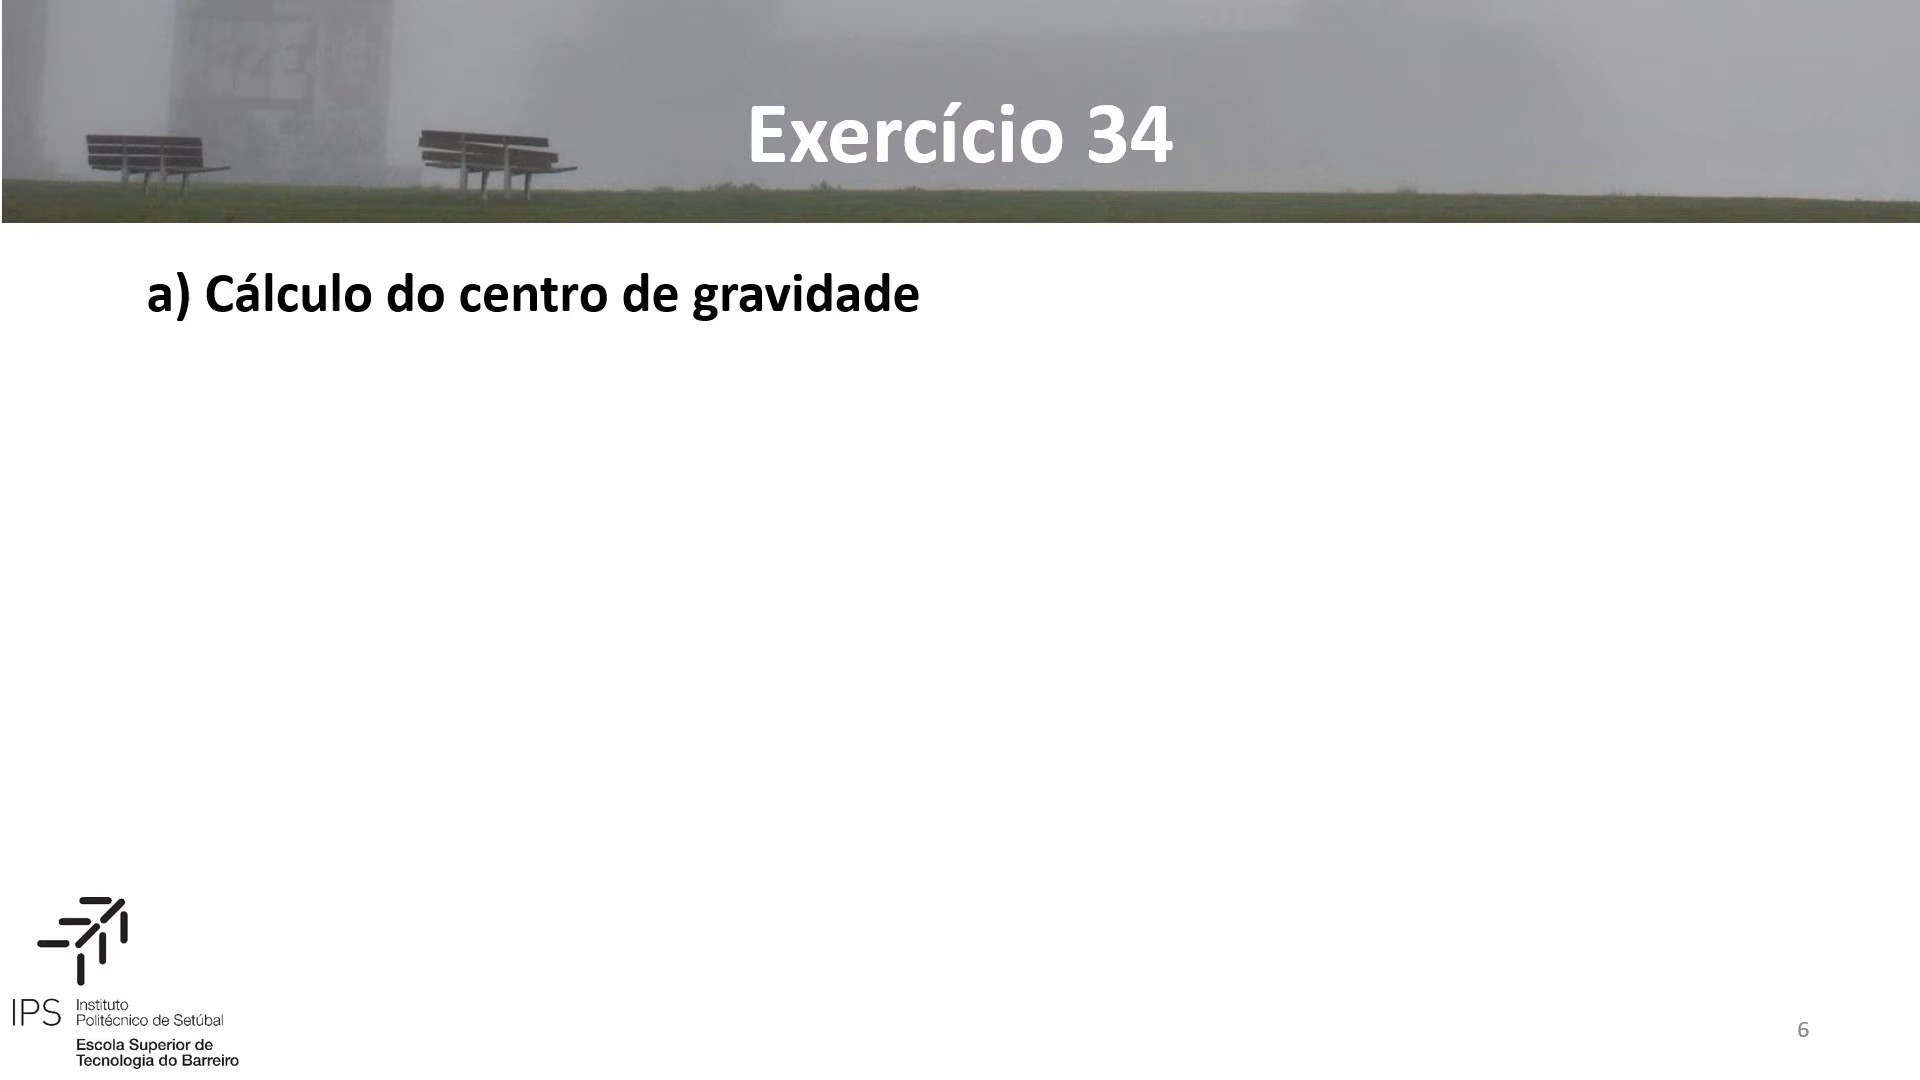 Exercício 34
a) Cálculo do centro de gravidade
IPS
Instituto
Politécnico de Setúbal
Escola Superior de
Tecnologia do Barreiro
6